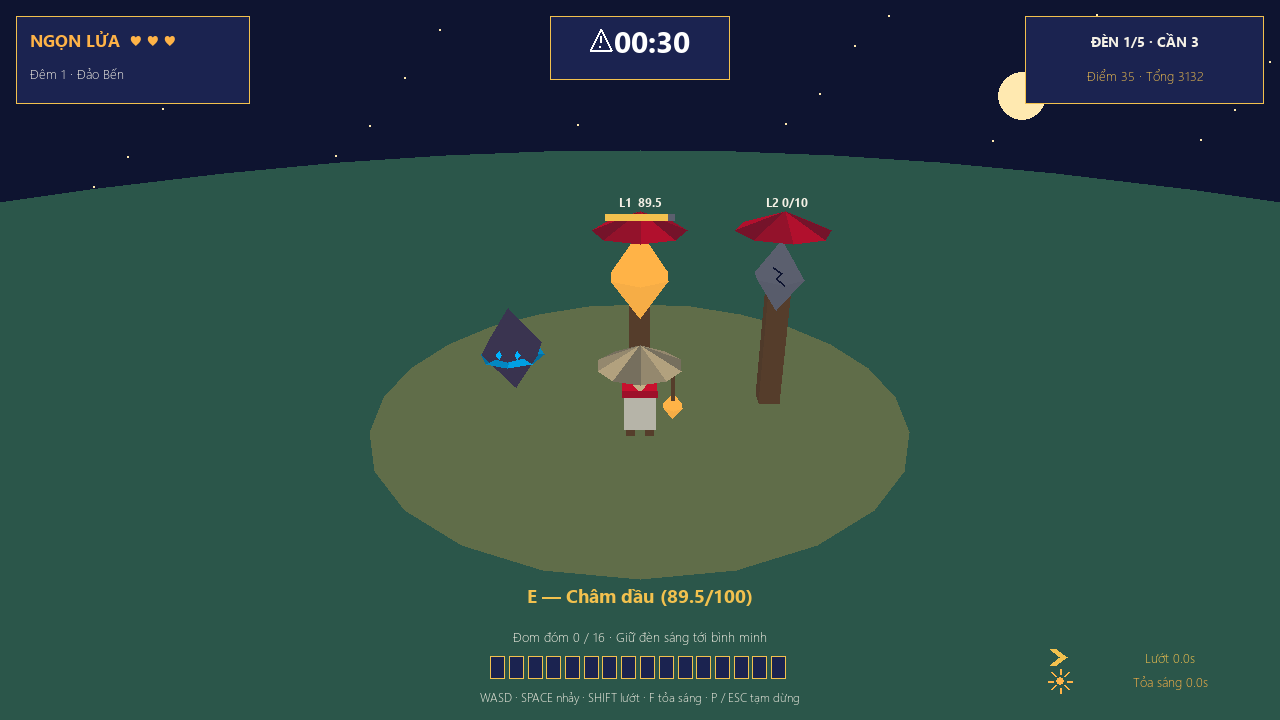 NGỌN LỬA ♥ ♥ ♥
Đêm 1 · Đảo Bến
⚠00:30
ĐÈN 1/5 · CẦN 3
Điểm 35 · Tổng 3132
L1 89.5
L2 0/10
E — Châm dầu (89.5/100)
Đom đóm 0 / 16 · Giữ đèn sáng tới bình minh
WASD · SPACE nhảy · SHIFT lướt · F tỏa sáng · P / ESC tạm dừng
Lướt 0.0s
Tỏa sáng 0.0s